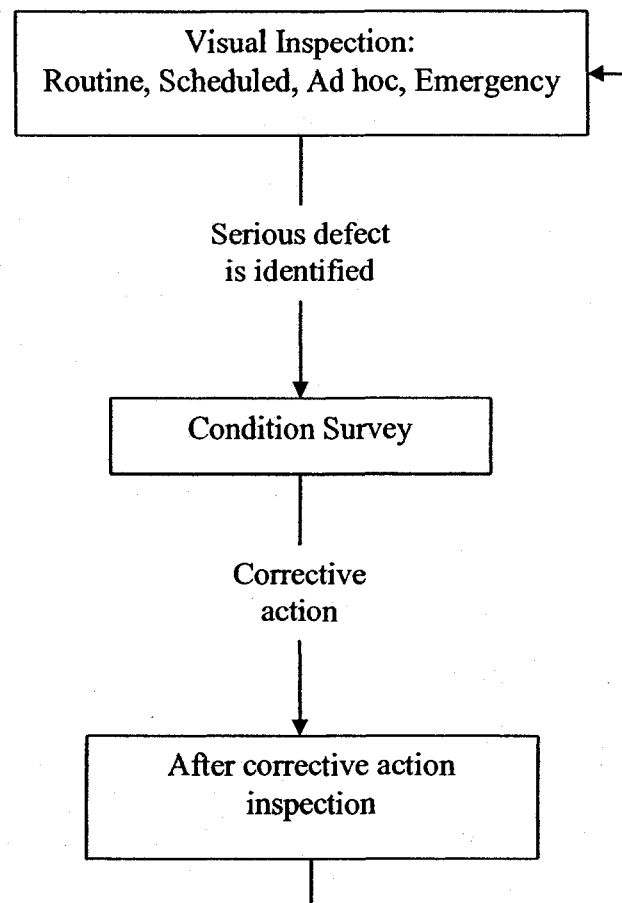 Visual Inspection:
Routine, Scheduled, Ad hoc, Emergency
Serious defect
is identified
Condition Survey
Corrective
action
After corrective action
inspection